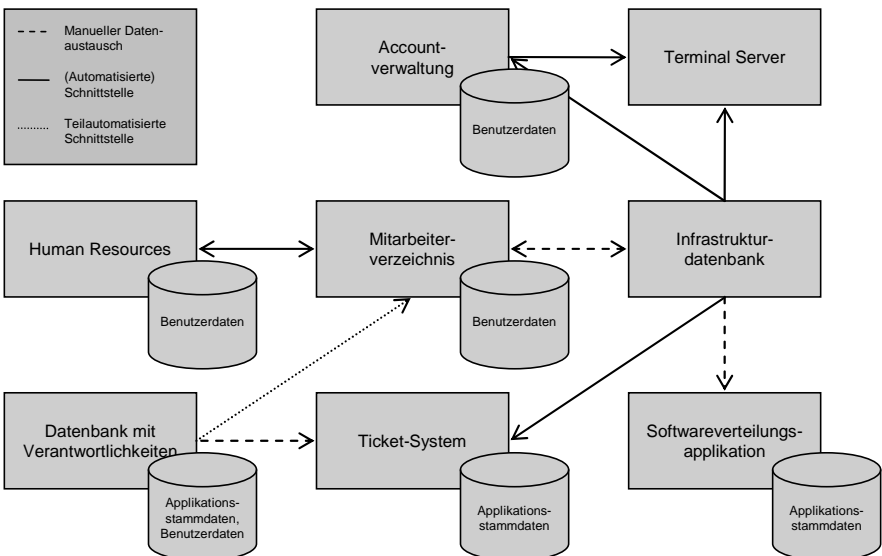 Manueller Daten-
austausch
(Automatisierte)
Schnittstelle
Teilautomatisierte
Schnittstelle
Account-
verwaltung
Benutzerdaten
Terminal Server
Human Resources
Benutzerdaten
Mitarbeiter-
verzeichnis
Benutzerdaten
Infrastruktur-
datenbank
Datenbank mit
Verantwortlichkeiten
Applikations-
stammdaten,
Benutzerdaten
Ticket-System
Applikations-
stammdaten
Softwareverteilungs-
applikation
Applikations-
stammdaten